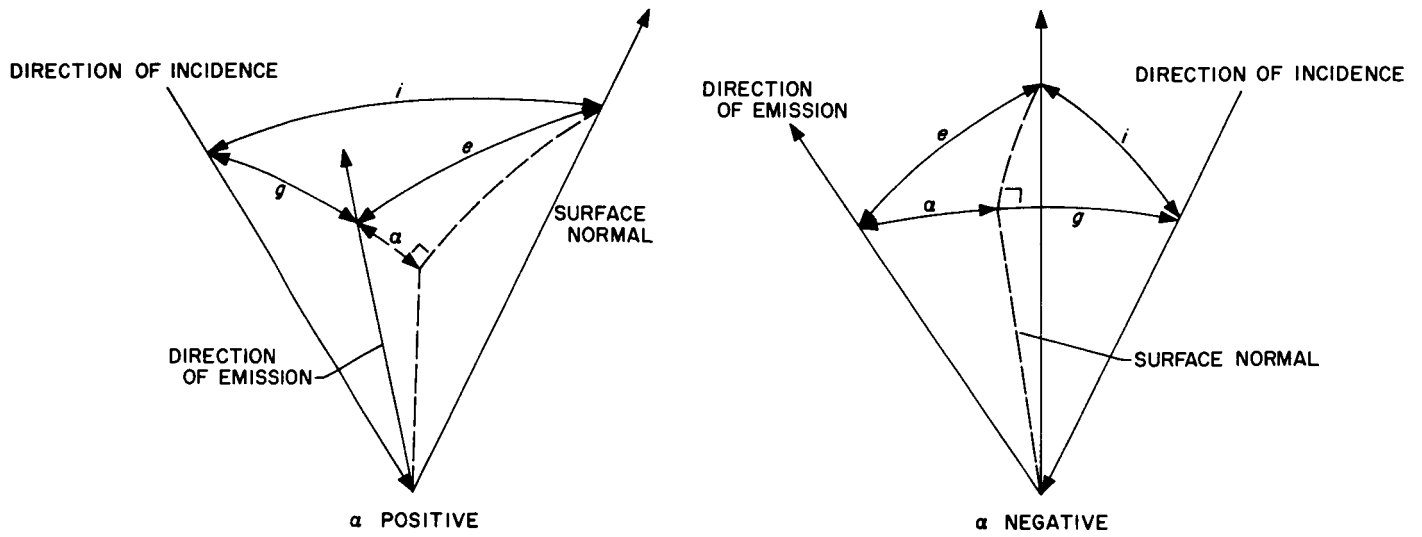 DIRECTION OF INCIDENCE
i
e
g
α
SURFACE
NORMAL
DIRECTION
OF EMISSION
α POSITIVE
DIRECTION
OF EMISSION
DIRECTION OF INCIDENCE
e
i
α
g
SURFACE NORMAL
α NEGATIVE